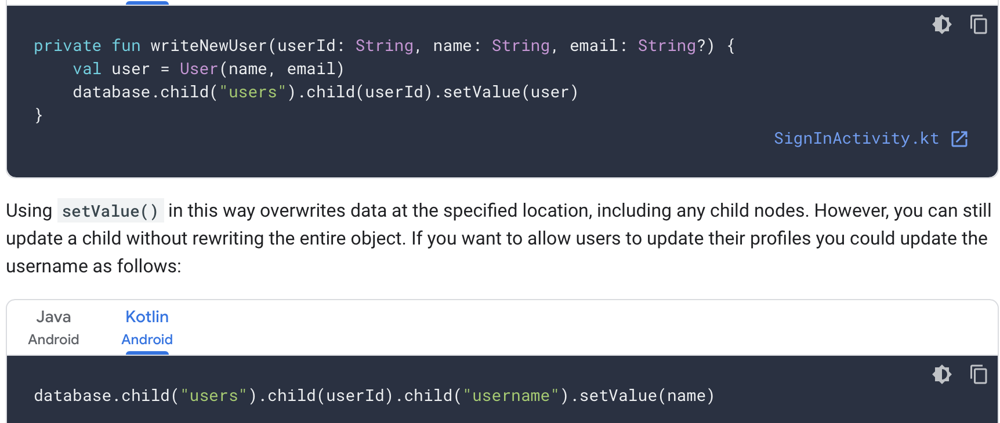 private fun writeNewUser(userId: String, name: String, email: String?) {
    val user = User(name, email)
    database.child("users").child(userId).setValue(user)
}
SignInActivity.kt
Using setValue() in this way overwrites data at the specified location, including any child nodes. However, you can still
update a child without rewriting the entire object. If you want to allow users to update their profiles you could update the
username as follows:
Java Kotlin
Android Android
database.child("users").child(userId).child("username").setValue(name)